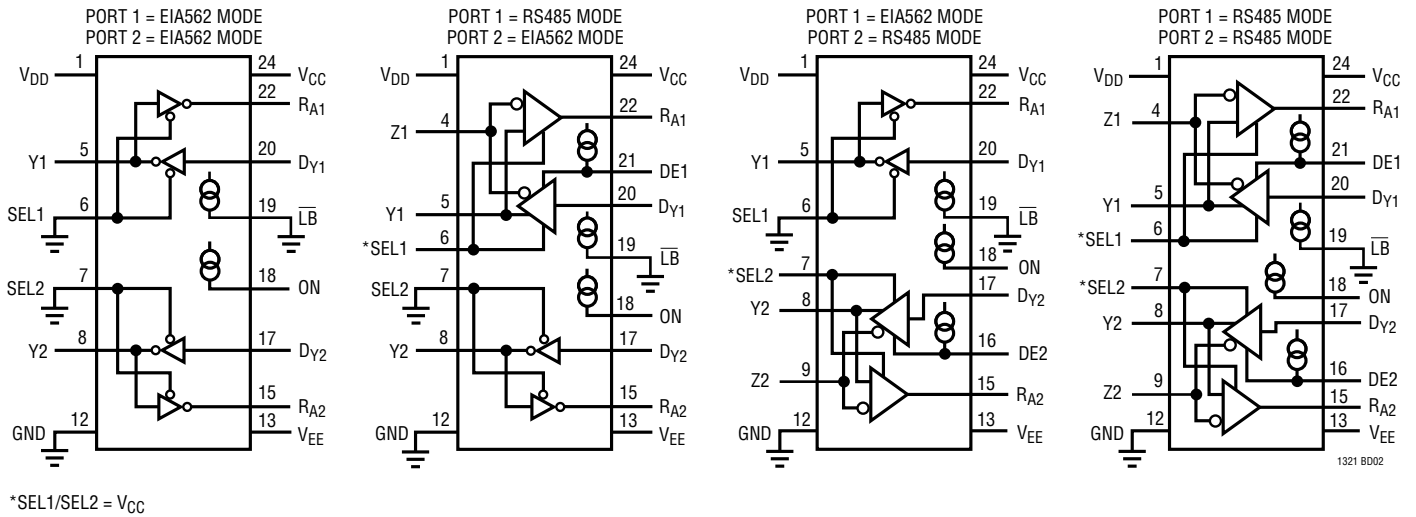 PORT 1 = EIA562 MODE
PORT 2 = EIA562 MODE
1
VDD
24
VCC
22
RA1
5
Y1
20
DY1
6
SEL1
19
LB
7
SEL2
18
ON
8
Y2
17
DY2
15
RA2
12
GND
13
VEE
PORT 1 = RS485 MODE
PORT 2 = EIA562 MODE
1
VDD
24
VCC
22
RA1
4
Z1
21
DE1
20
DY1
5
Y1
6
*SEL1
19
LB
7
SEL2
18
ON
8
Y2
17
DY2
15
RA2
12
GND
13
VEE
PORT 1 = EIA562 MODE
PORT 2 = RS485 MODE
1
VDD
24
VCC
22
RA1
5
Y1
20
DY1
6
SEL1
19
LB
18
ON
7
*SEL2
17
DY2
8
Y2
16
DE2
9
Z2
15
RA2
12
GND
13
VEE
PORT 1 = RS485 MODE
PORT 2 = RS485 MODE
1
VDD
24
VCC
22
RA1
4
Z1
21
DE1
20
DY1
5
Y1
6
*SEL1
19
LB
7
*SEL2
18
ON
8
Y2
17
DY2
16
DE2
9
Z2
15
RA2
12
GND
13
VEE
1321 BD02
*SEL1/SEL2 = VCC